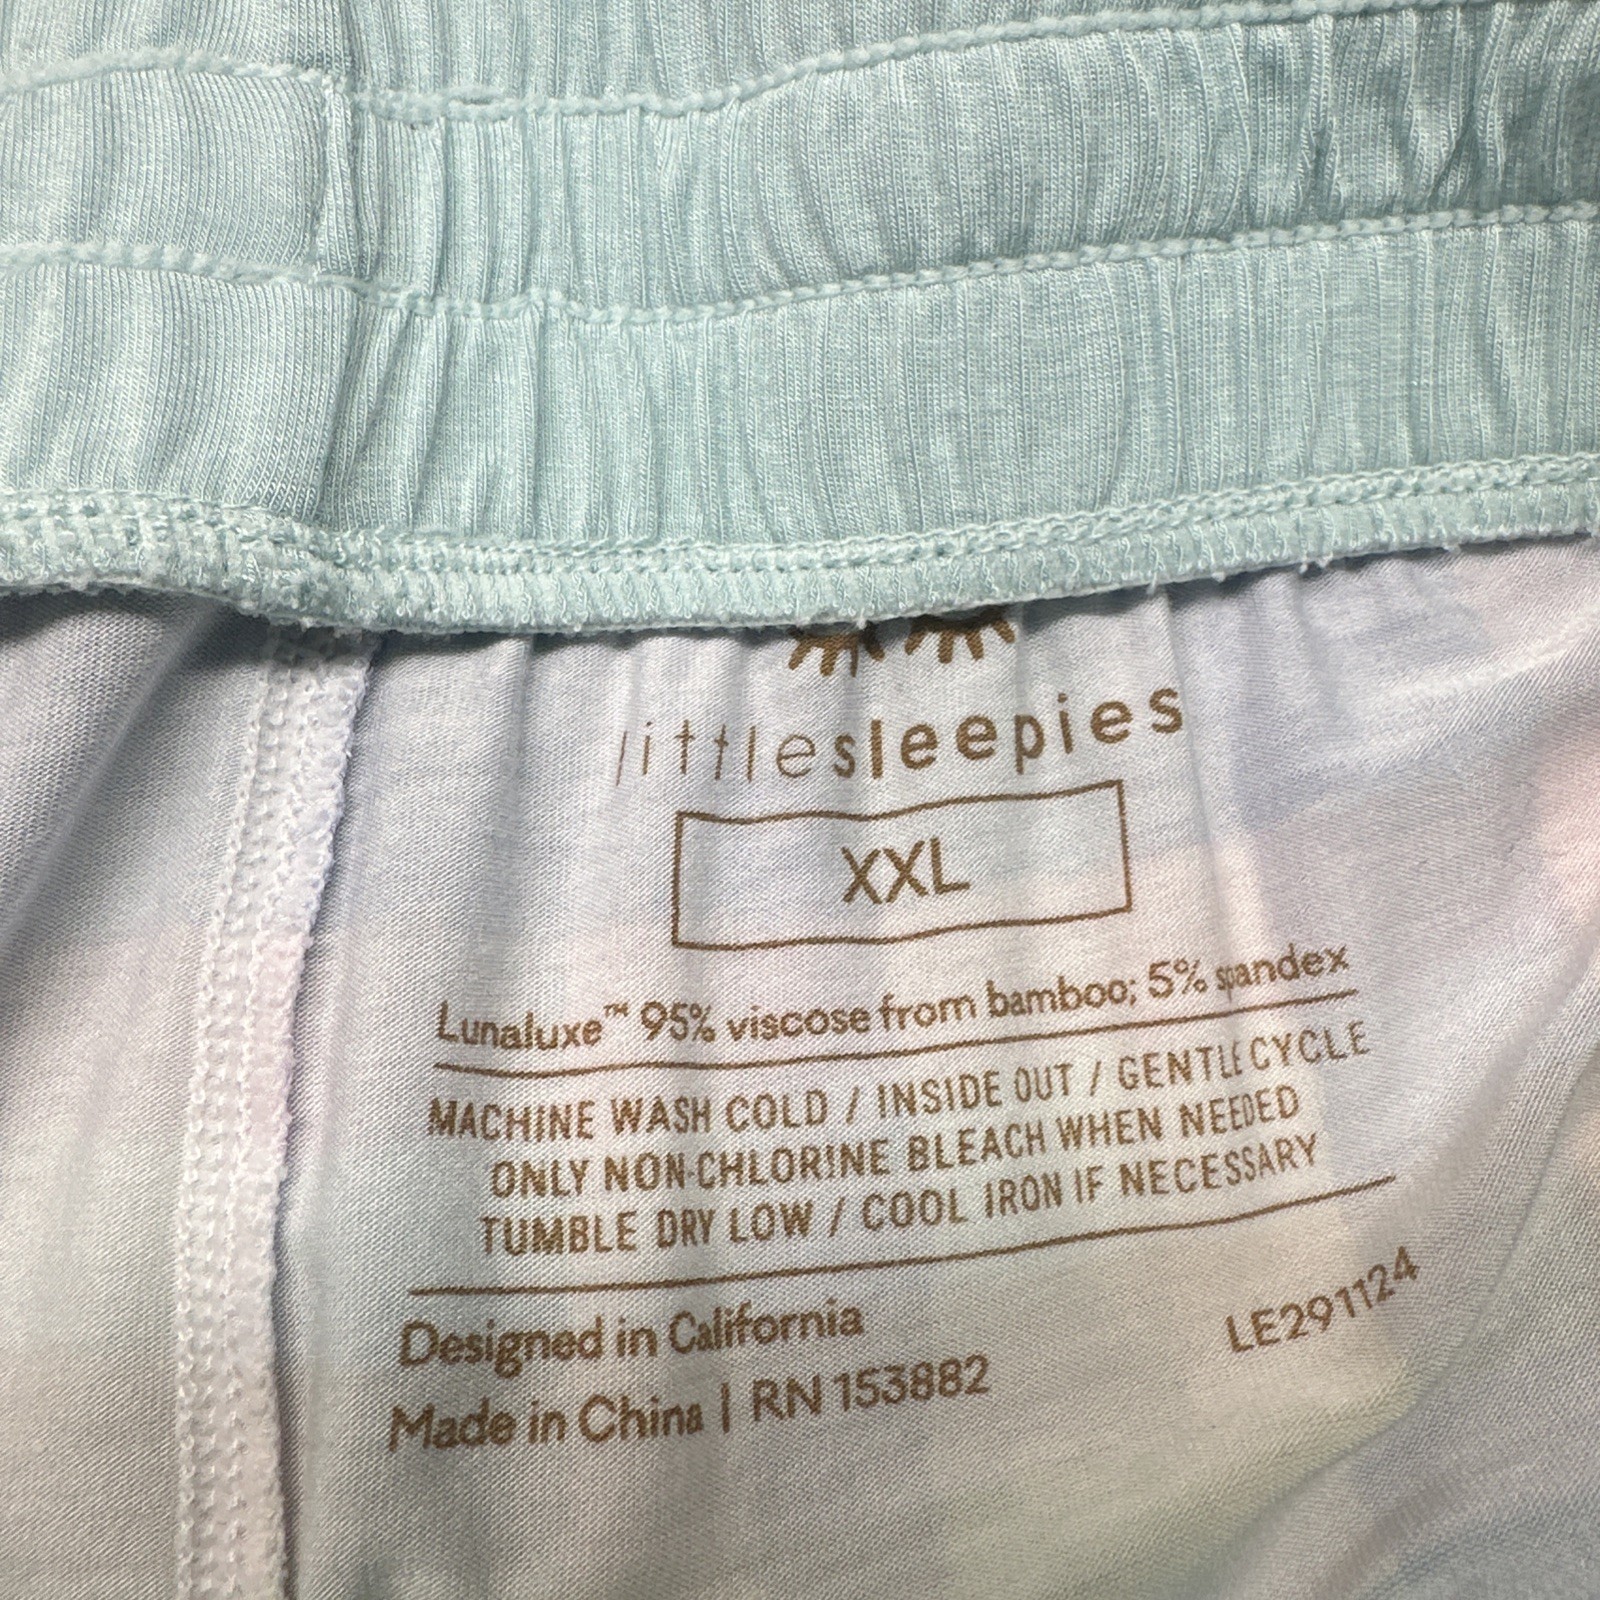 littlesleepies
XXL
Lunaluxe™ 95% viscose from bamboo; 5% spandex
MACHINE WASH COLD / INSIDE OUT / GENTLE CYCLE
ONLY NON-CHLORINE BLEACH WHEN NEEDED
TUMBLE DRY LOW / COOL IRON IF NECESSARY
Designed in California
Made in China | RN 153882
LE291124